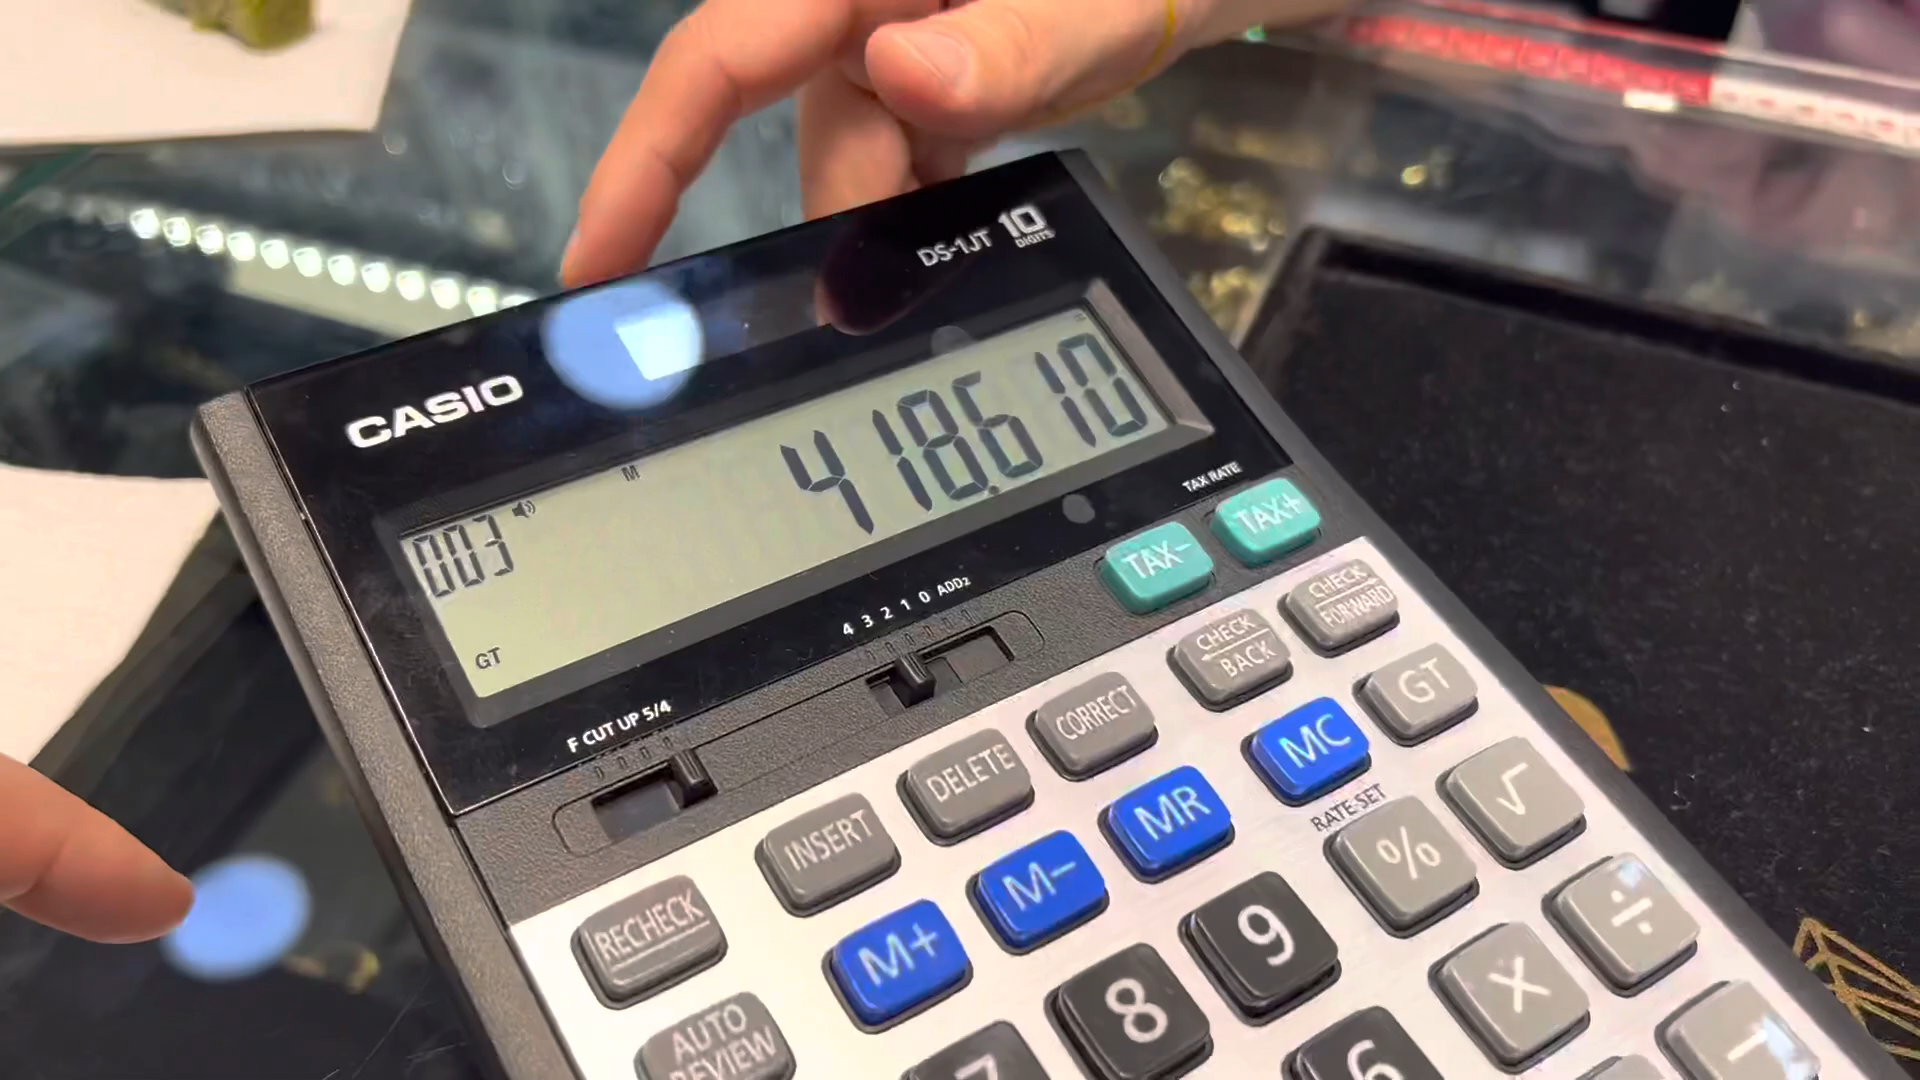 DS-1JT 10
DIGITS
CASIO
M
418.610
003
GT
TAX RATE
TAX- TAX+
4 3 2 1 0 ADD2
F CUT UP 5/4
CHECK
FORWARD
CHECK
BACK
CORRECT
DELETE
INSERT
RECHECK
GT
MC
MR
M-
M+
RATE-SET
√
%
÷
×
9
8
7
6
−
AUTO
REVIEW